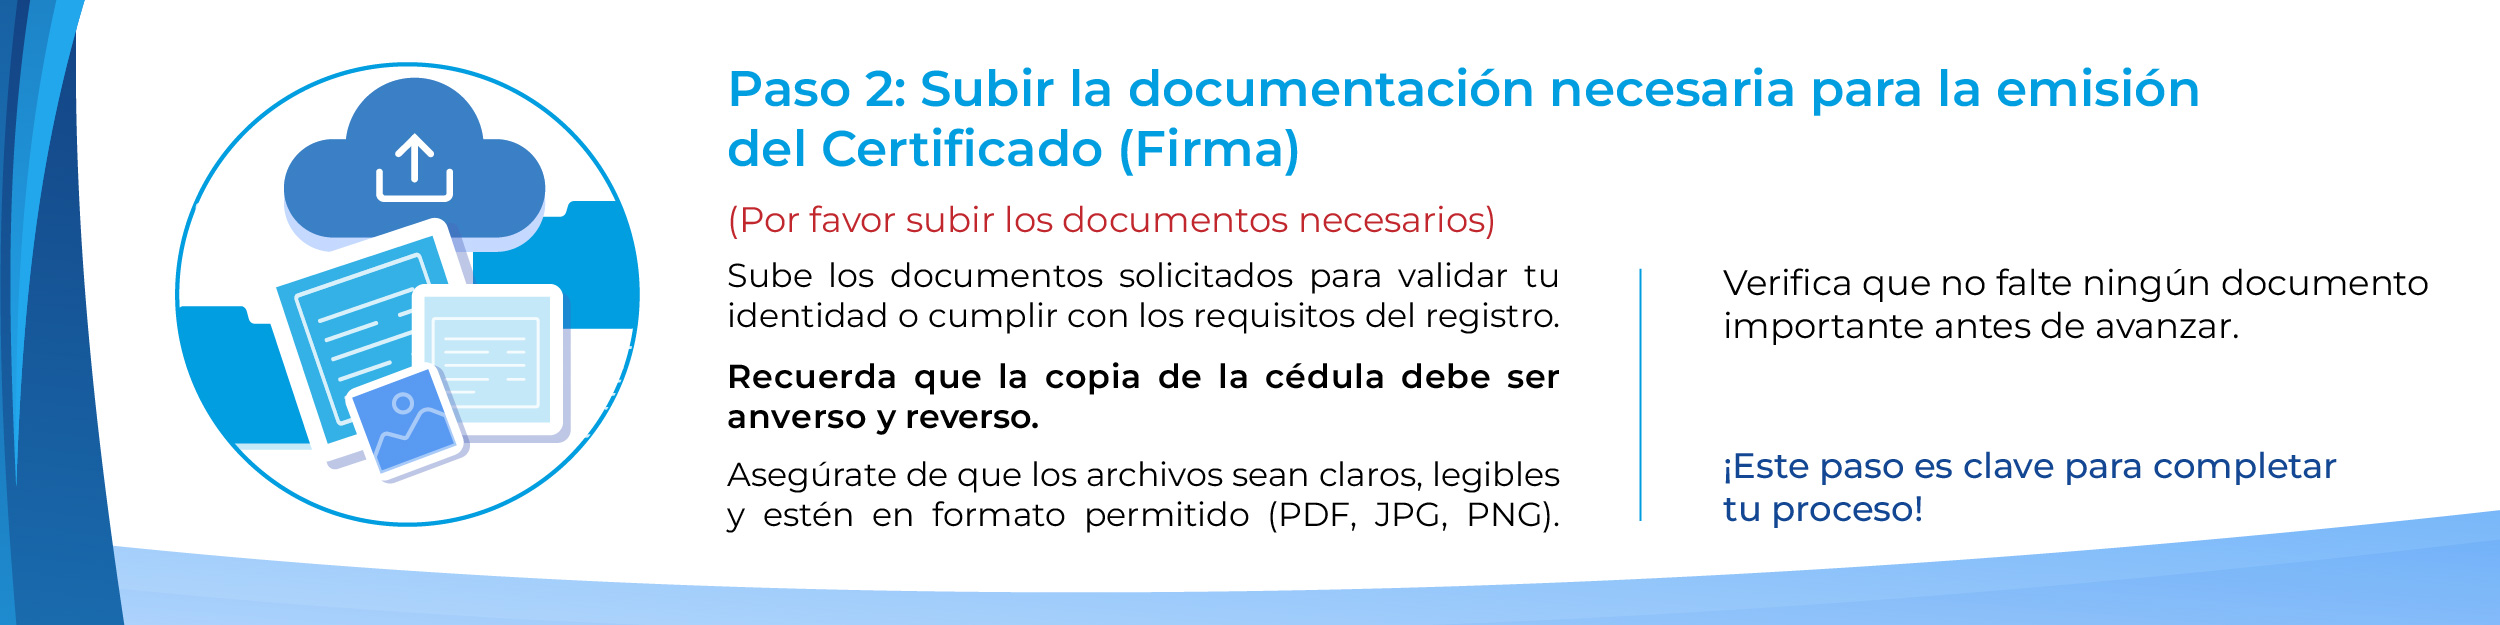 Paso 2: Subir la documentación necesaria para la emisión
del Certificado (Firma)
(Por favor subir los documentos necesarios)
Sube los documentos solicitados para validar tu
identidad o cumplir con los requisitos del registro.
Recuerda que la copia de la cédula debe ser
anverso y reverso.
Asegúrate de que los archivos sean claros, legibles
y estén en formato permitido (PDF, JPG, PNG).
Verifica que no falte ningún documento
importante antes de avanzar.
¡Este paso es clave para completar
tu proceso!